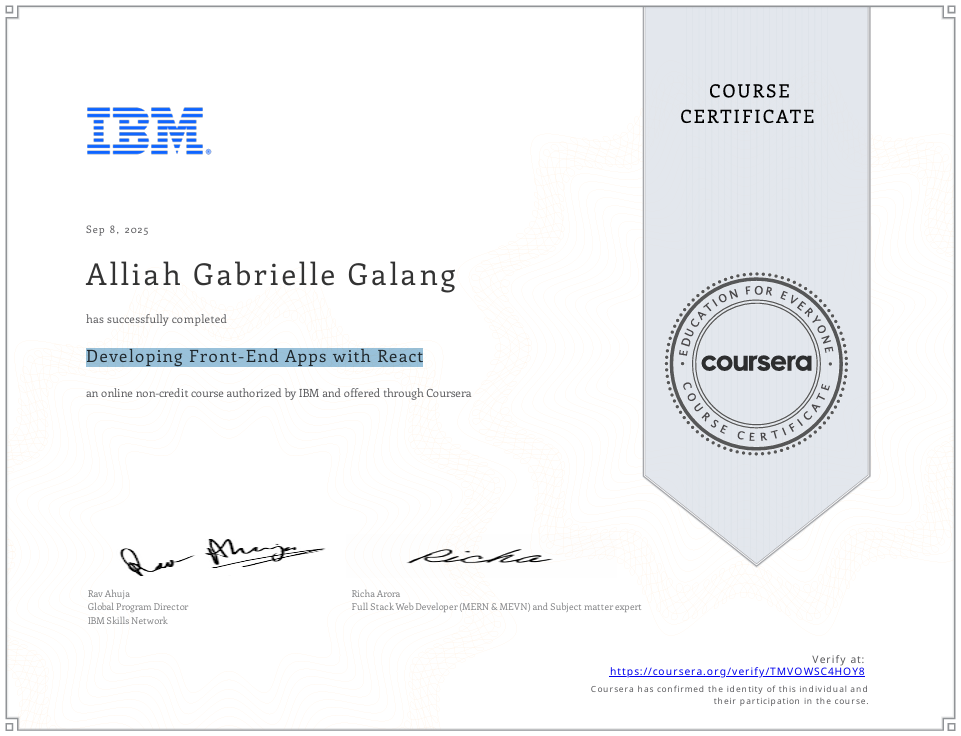 COURSE
CERTIFICATE
IBM®
Sep 8, 2025
Alliah Gabrielle Galang
has successfully completed
Developing Front-End Apps with React
an online non-credit course authorized by IBM and offered through Coursera
EDUCATION FOR EVERYONE
coursera
COURSE CERTIFICATE
Rav Ahuja
Richa
Rav Ahuja
Global Program Director
IBM Skills Network
Richa Arora
Full Stack Web Developer (MERN & MEVN) and Subject matter expert
Verify at:
https://coursera.org/verify/TMVOWSC4HOY8
Coursera has confirmed the identity of this individual and
their participation in the course.